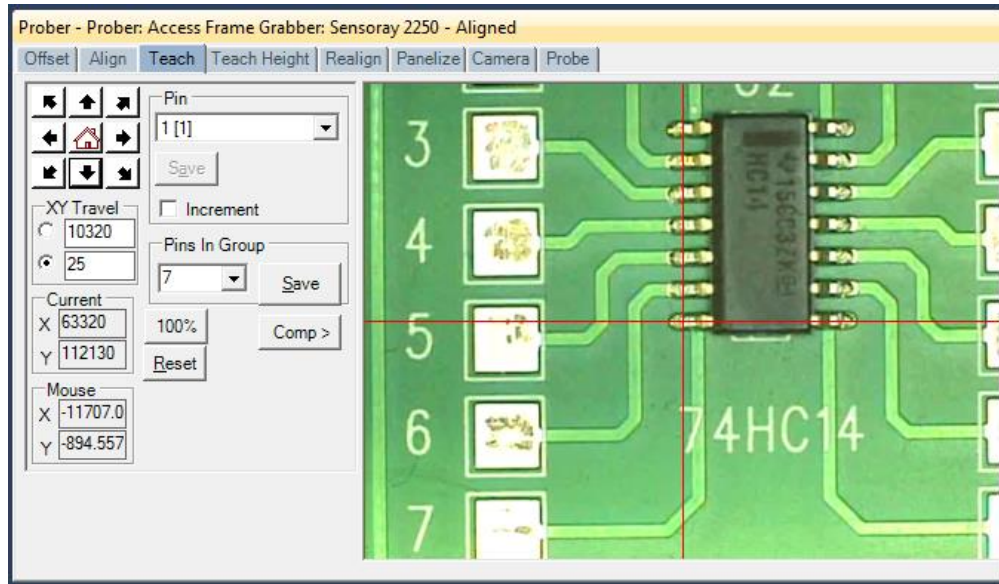 Prober - Prober: Access Frame Grabber: Sensoray 2250 - Aligned
Offset Align Teach Teach Height Realign Panelize Camera Probe
Pin
1 [1]
Save
Increment
XY Travel
10320
25
Pins In Group
7
Save
Current
X 63320
Y 112130
100%
Comp >
Reset
Mouse
X -11707.0
Y -894.557
3
HC14
4
5
6
74HC14
7